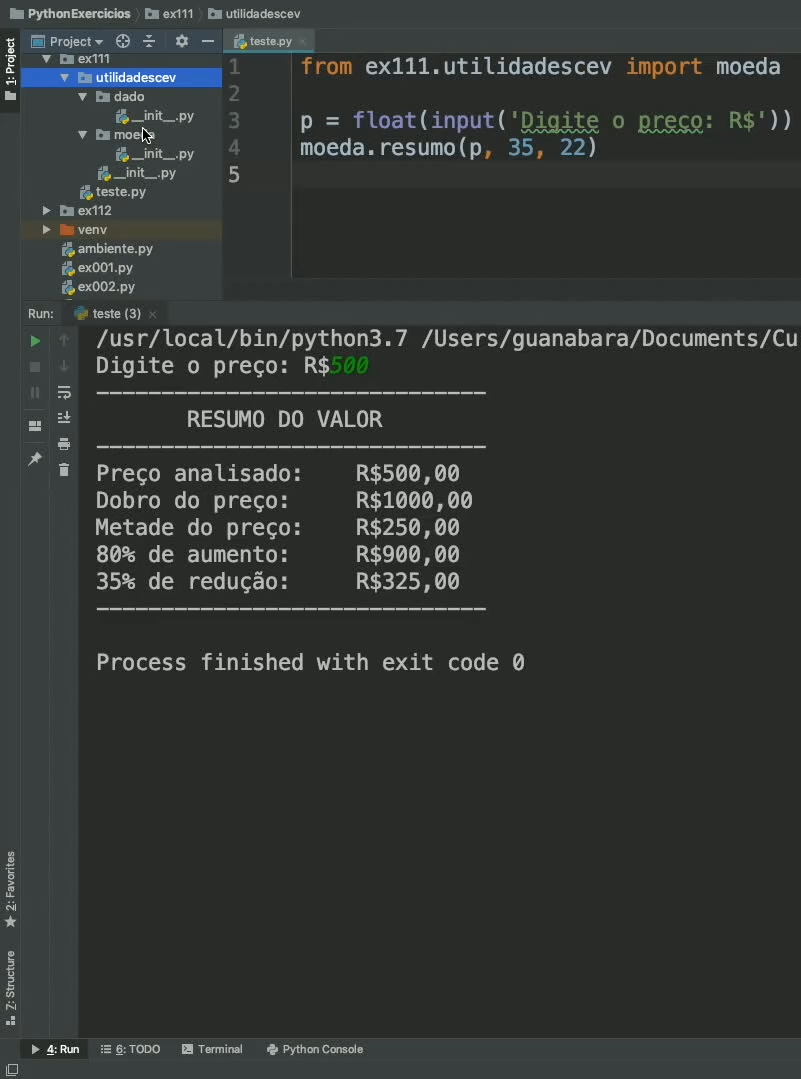 PythonExercicios ex111 utilidadescev
1: Project
Project
teste.py
ex111
utilidadescev
dado
__init__.py
__init__.py
__init__.py
teste.py
ex112
venv
ambiente.py
ex001.py
ex002.py
1 from ex111.utilidadescev import moeda
2
3 p = float(input('Digite o preço: R$'))
4 moeda.resumo(p, 35, 22)
5
Run: teste (3)
/usr/local/bin/python3.7 /Users/guanabara/Documents/Cu
Digite o preço: R$500
------------------------------
RESUMO DO VALOR
------------------------------
Preço analisado: R$500,00
Dobro do preço: R$1000,00
Metade do preço: R$250,00
80% de aumento: R$900,00
35% de redução: R$325,00
------------------------------
Process finished with exit code 0
2: Favorites
Z: Structure
4: Run 6: TODO Terminal Python Console